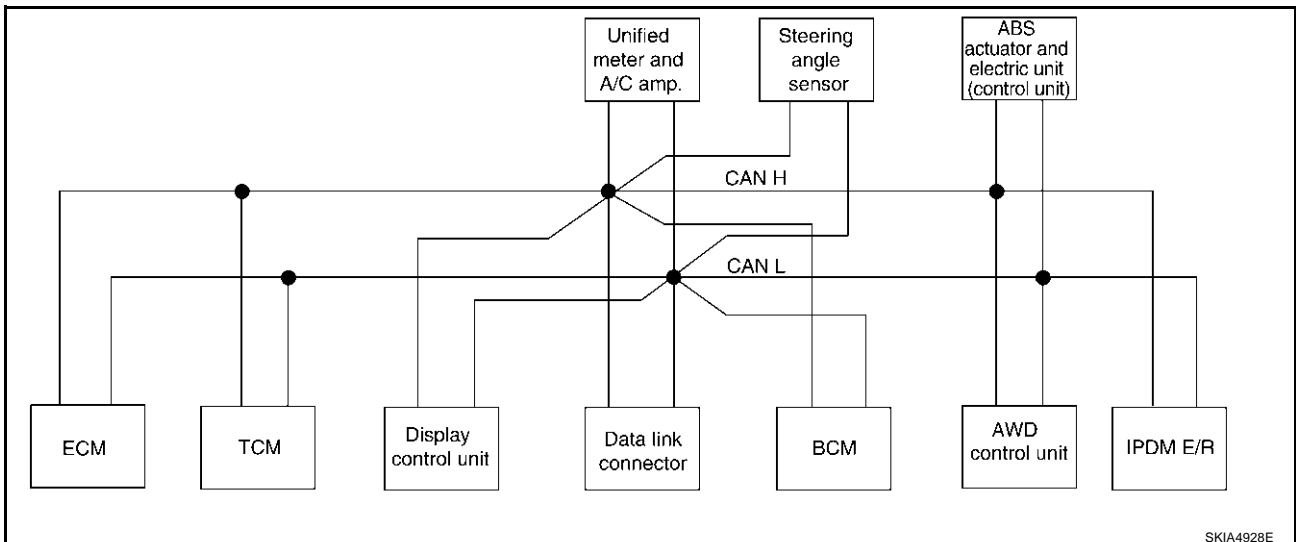 Unified
meter and
A/C amp.
Steering
angle
sensor
ABS
actuator and
electric unit
(control unit)
CAN H
CAN L
ECM
TCM
Display
control unit
Data link
connector
BCM
AWD
control unit
IPDM E/R
SKIA4928E